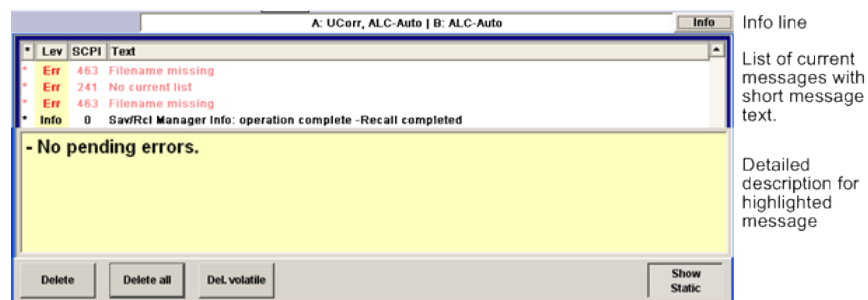 A: UCorr, ALC-Auto | B: ALC-Auto
Info
Info line
* Lev SCPI Text
* Err 463 Filename missing
* Err 241 No current list
* Err 463 Filename missing
* Info 0 Sav/Rcl Manager Info: operation complete -Recall completed
List of current
messages with
short message
text.
- No pending errors.
Detailed
description for
highlighted
message
Delete
Delete all
Del. volatile
Show
Static